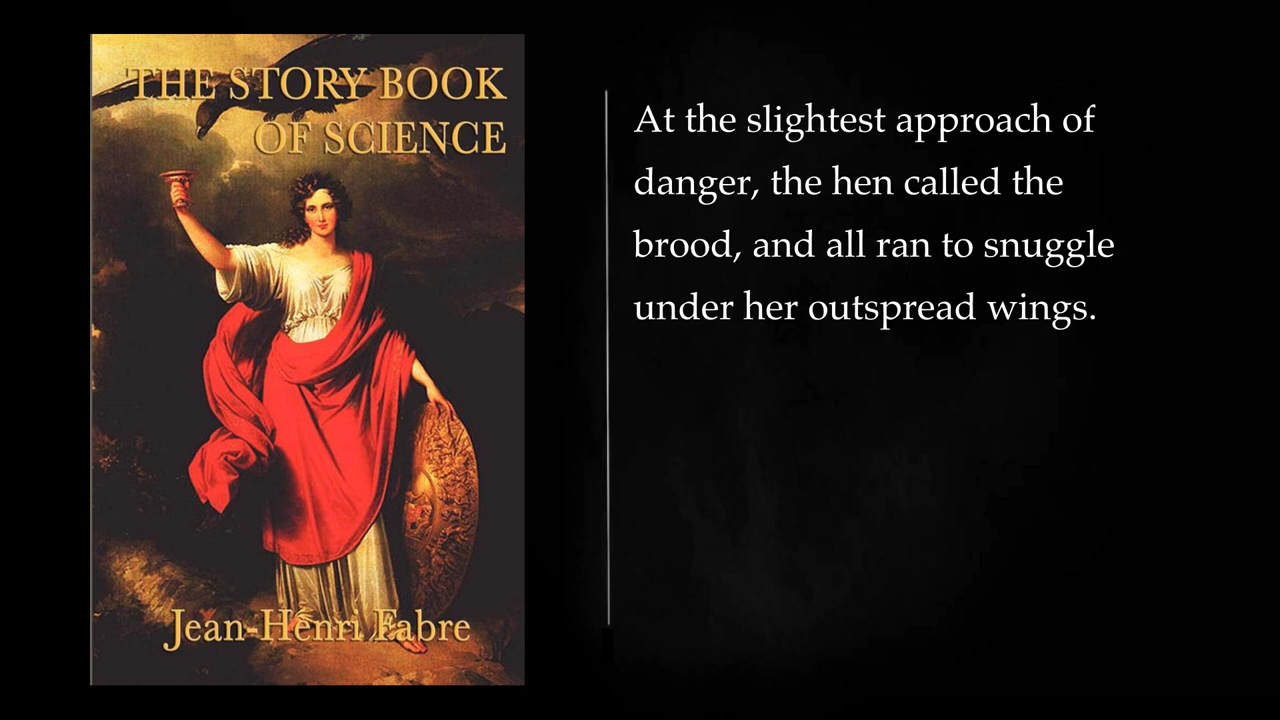 THE STORY BOOK
OF SCIENCE
Jean-Henri Fabre
At the slightest approach of
danger, the hen called the
brood, and all ran to snuggle
under her outspread wings.